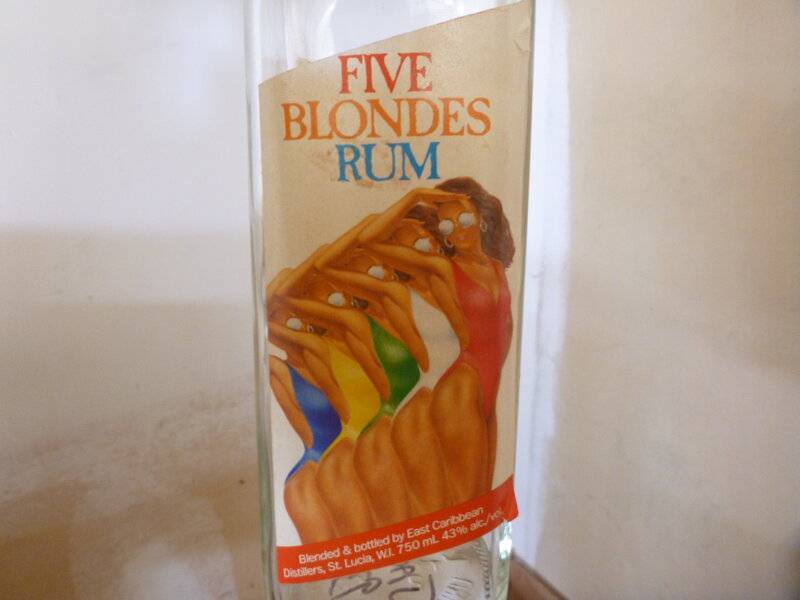 FIVE
BLONDES
RUM
Blended & bottled by East Caribbean
Distillers, St. Lucia, W.I. 750 mL 43% alc./vol.